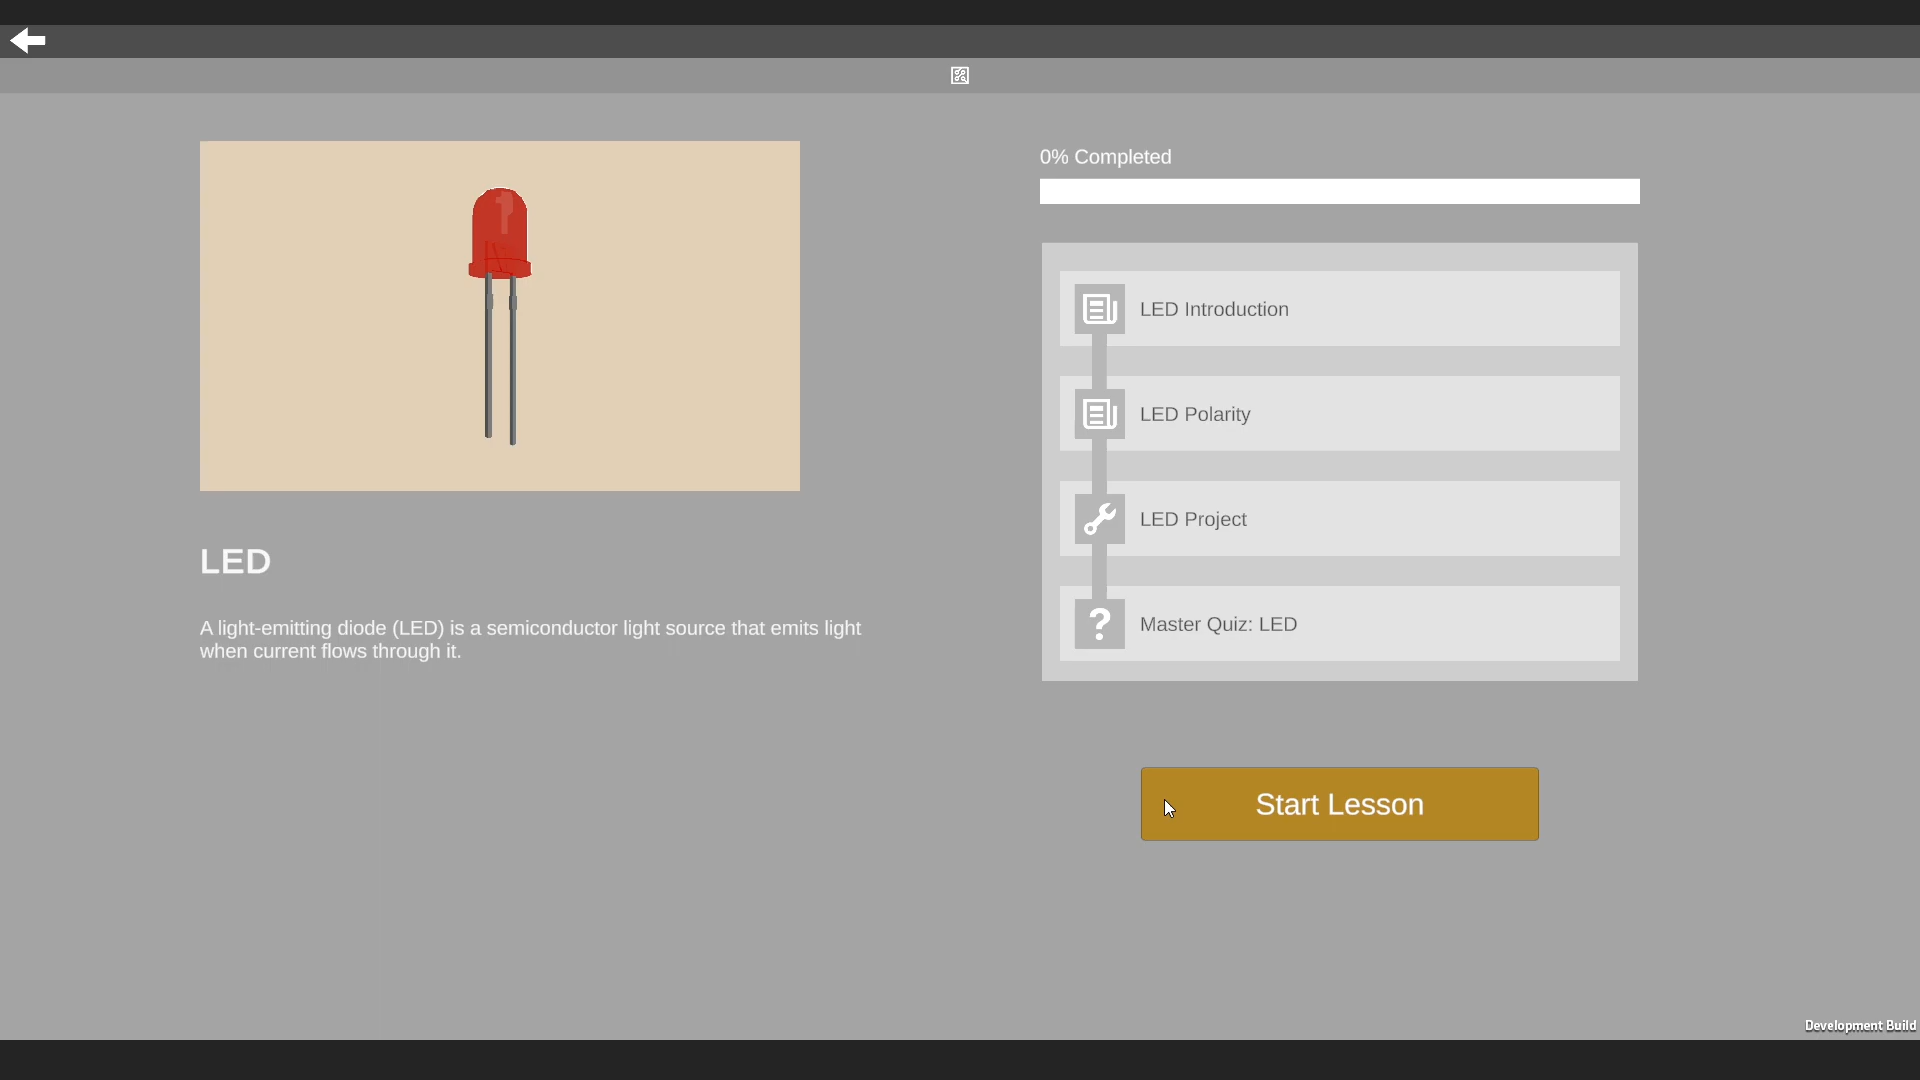 0% Completed
LED Introduction
LED Polarity
LED Project
Master Quiz: LED
LED
A light-emitting diode (LED) is a semiconductor light source that emits light
when current flows through it.
Start Lesson
Development Build